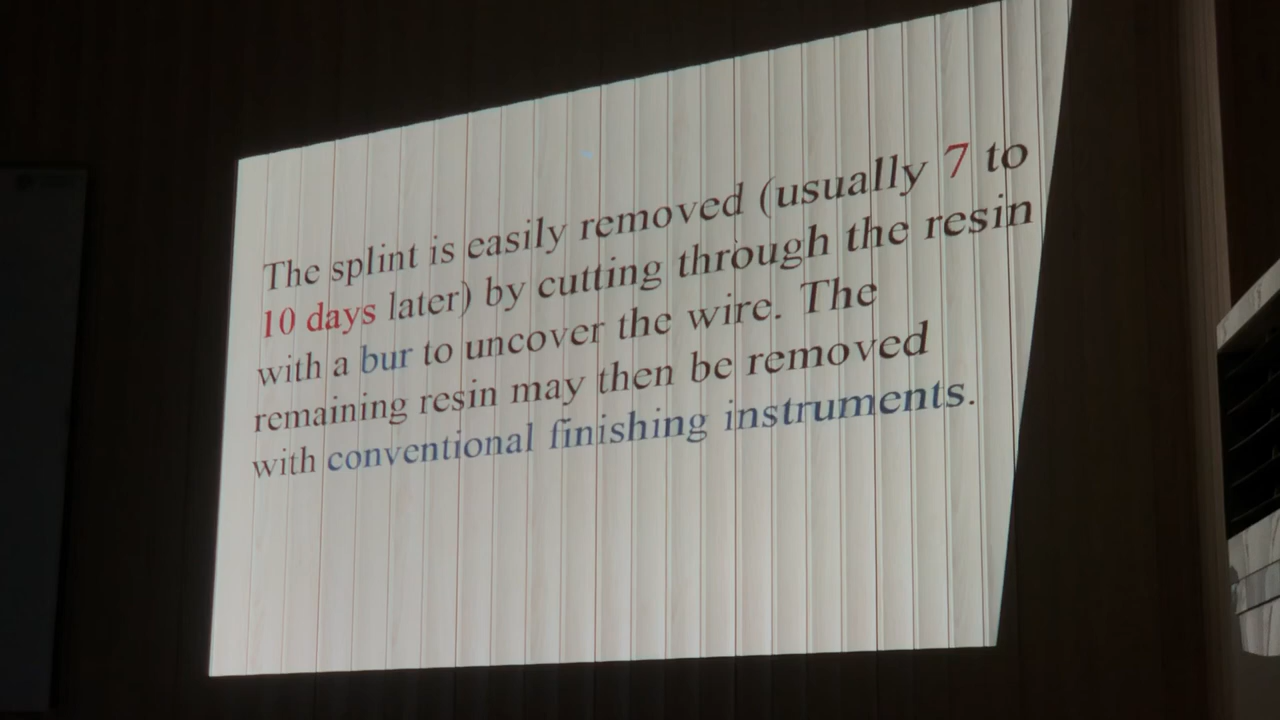 The splint is easily removed (usually 7 to
10 days later) by cutting through the resin
with a bur to uncover the wire. The
remaining resin may then be removed
with conventional finishing instruments.